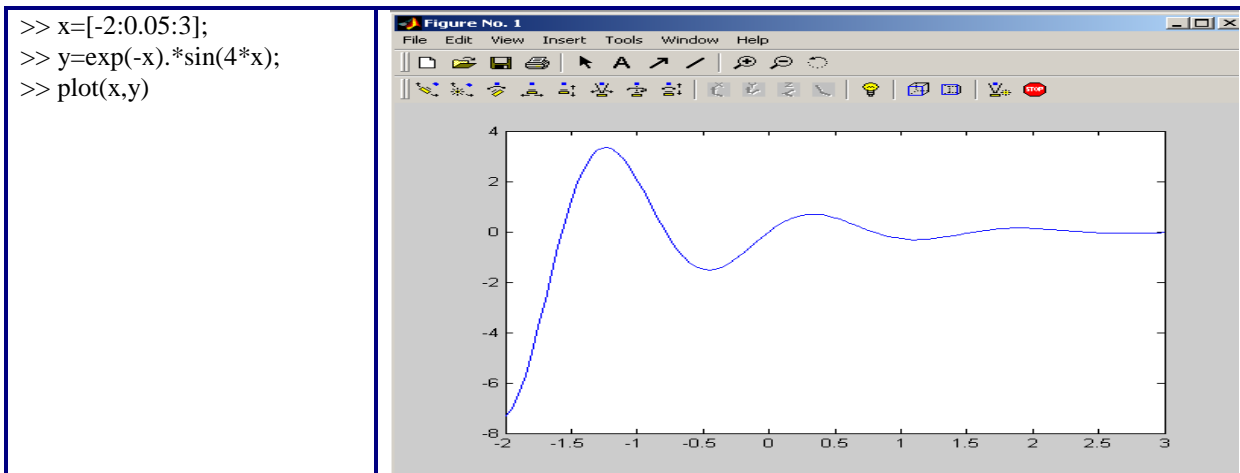 >> x=[-2:0.05:3];
>> y=exp(-x).*sin(4*x);
>> plot(x,y)
Figure No. 1
File Edit View Insert Tools Window Help
A
STOP
4
2
0
-2
-4
-6
-8
-2 -1.5 -1 -0.5 0 0.5 1 1.5 2 2.5 3